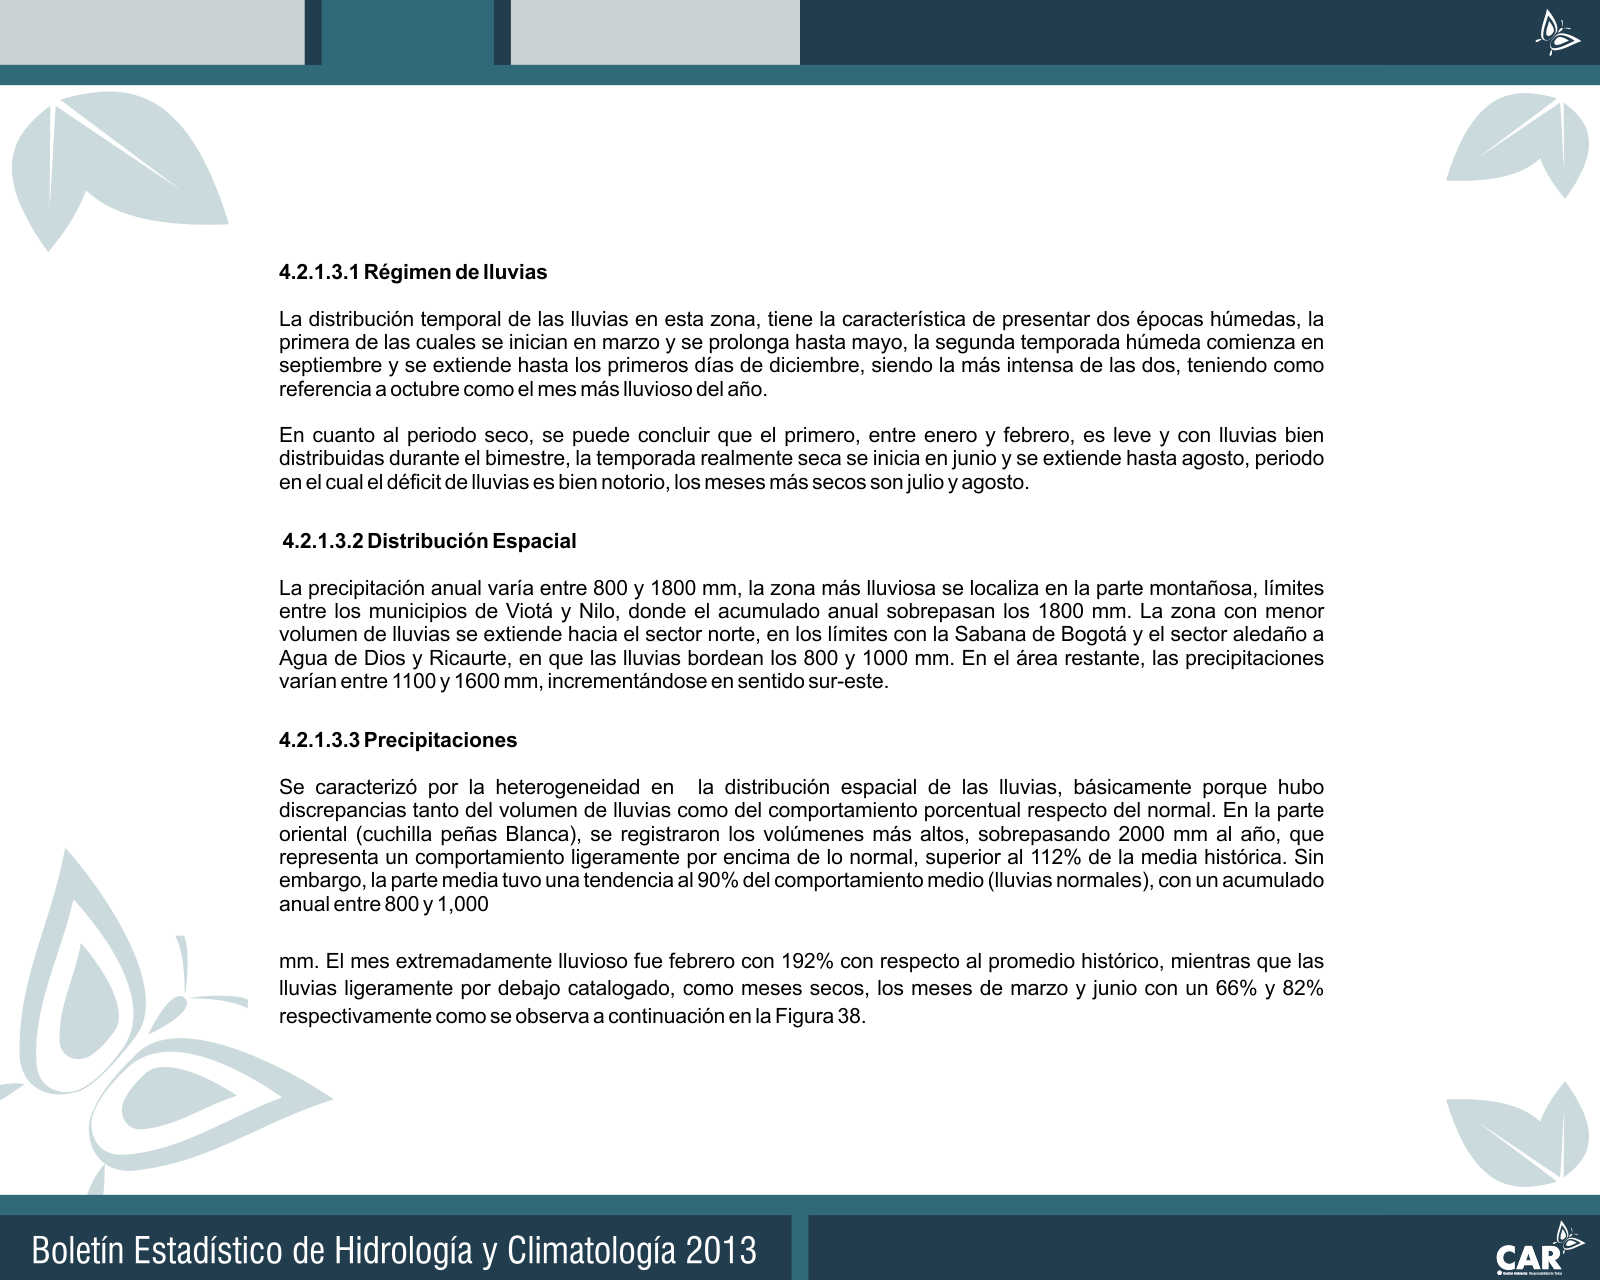 4.2.1.3.1 Régimen de lluvias
La distribución temporal de las lluvias en esta zona, tiene la característica de presentar dos épocas húmedas, la
primera de las cuales se inician en marzo y se prolonga hasta mayo, la segunda temporada húmeda comienza en
septiembre y se extiende hasta los primeros días de diciembre, siendo la más intensa de las dos, teniendo como
referencia a octubre como el mes más lluvioso del año.
En cuanto al periodo seco, se puede concluir que el primero, entre enero y febrero, es leve y con lluvias bien
distribuidas durante el bimestre, la temporada realmente seca se inicia en junio y se extiende hasta agosto, periodo
en el cual el déficit de lluvias es bien notorio, los meses más secos son julio y agosto.
4.2.1.3.2 Distribución Espacial
La precipitación anual varía entre 800 y 1800 mm, la zona más lluviosa se localiza en la parte montañosa, límites
entre los municipios de Viotá y Nilo, donde el acumulado anual sobrepasan los 1800 mm. La zona con menor
volumen de lluvias se extiende hacia el sector norte, en los límites con la Sabana de Bogotá y el sector aledaño a
Agua de Dios y Ricaurte, en que las lluvias bordean los 800 y 1000 mm. En el área restante, las precipitaciones
varían entre 1100 y 1600 mm, incrementándose en sentido sur-este.
4.2.1.3.3 Precipitaciones
Se caracterizó por la heterogeneidad en la distribución espacial de las lluvias, básicamente porque hubo
discrepancias tanto del volumen de lluvias como del comportamiento porcentual respecto del normal. En la parte
oriental (cuchilla peñas Blanca), se registraron los volúmenes más altos, sobrepasando 2000 mm al año, que
representa un comportamiento ligeramente por encima de lo normal, superior al 112% de la media histórica. Sin
embargo, la parte media tuvo una tendencia al 90% del comportamiento medio (lluvias normales), con un acumulado
anual entre 800 y 1,000
mm. El mes extremadamente lluvioso fue febrero con 192% con respecto al promedio histórico, mientras que las
lluvias ligeramente por debajo catalogado, como meses secos, los meses de marzo y junio con un 66% y 82%
respectivamente como se observa a continuación en la Figura 38.
Boletín Estadístico de Hidrología y Climatología 2013
CAR